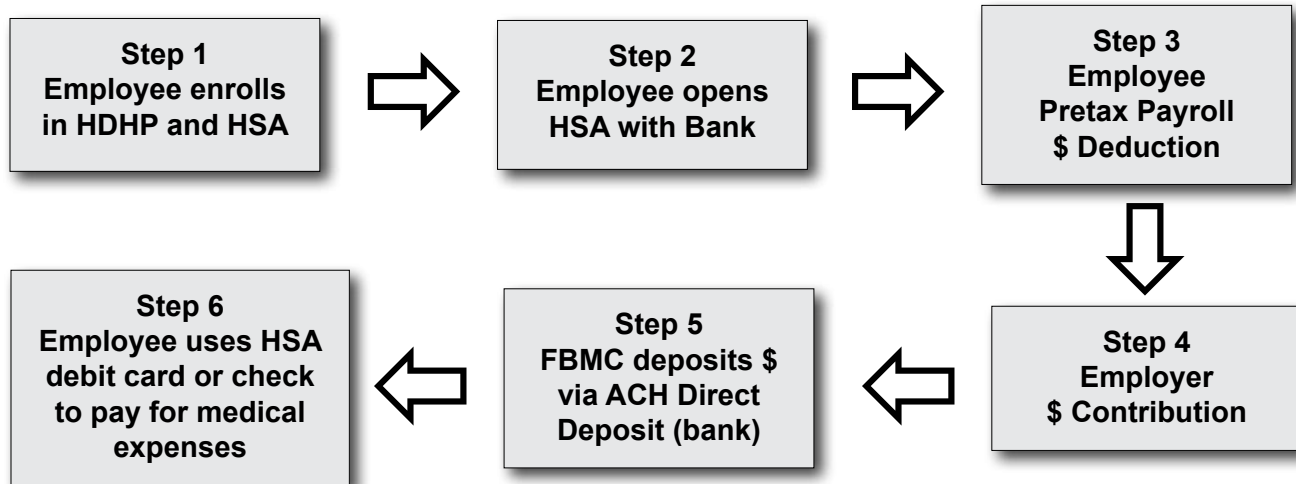 Step 1
Employee enrolls
in HDHP and HSA
Step 2
Employee opens
HSA with Bank
Step 3
Employee
Pretax Payroll
$ Deduction
Step 4
Employer
$ Contribution
Step 5
FBMC deposits $
via ACH Direct
Deposit (bank)
Step 6
Employee uses HSA
debit card or check
to pay for medical
expenses